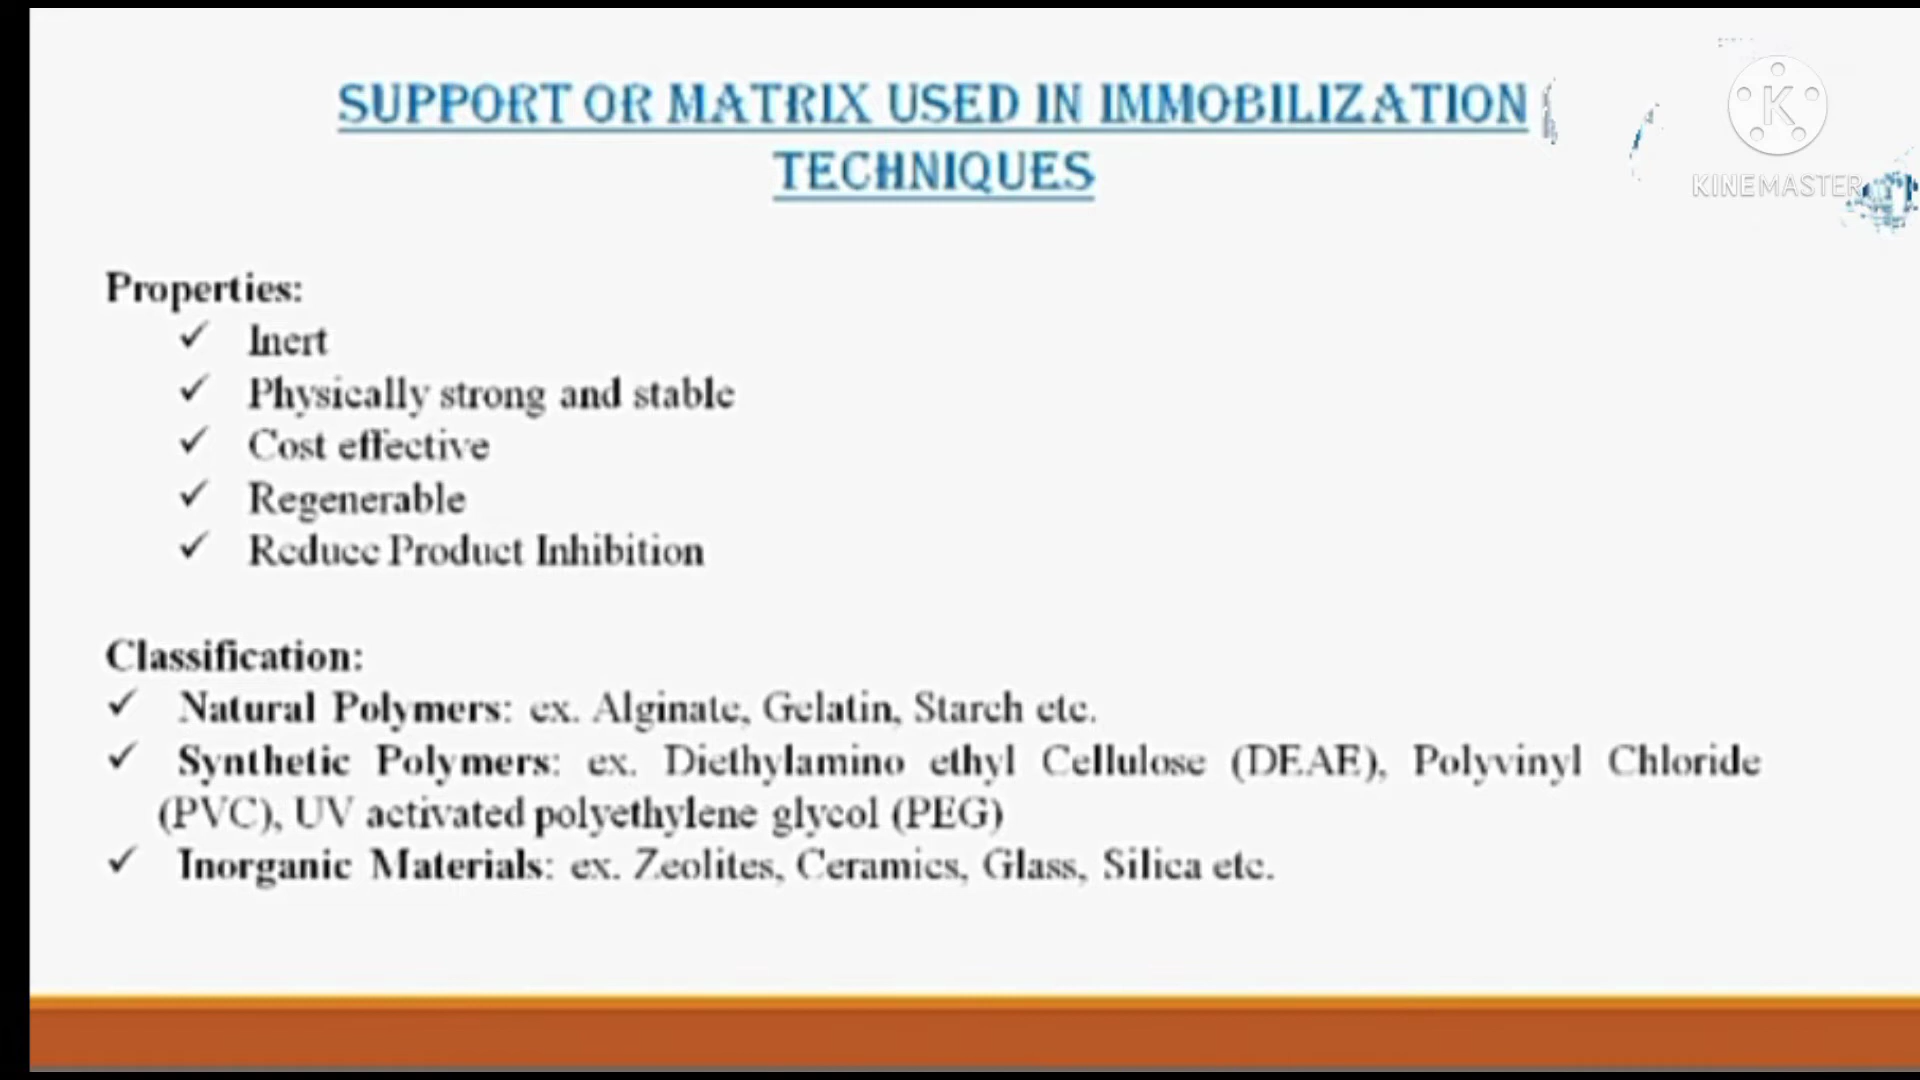 SUPPORT OR MATRIX USED IN IMMOBILIZATION
TECHNIQUES
KINEMASTER
Properties:
✓ Inert
✓ Physically strong and stable
✓ Cost effective
✓ Regenerable
✓ Reduce Product Inhibition
Classification:
✓ Natural Polymers: ex. Alginate, Gelatin, Starch etc.
✓ Synthetic Polymers: ex. Diethylamino ethyl Cellulose (DEAE), Polyvinyl Chloride
(PVC), UV activated polyethylene glycol (PEG)
✓ Inorganic Materials: ex. Zeolites, Ceramics, Glass, Silica etc.